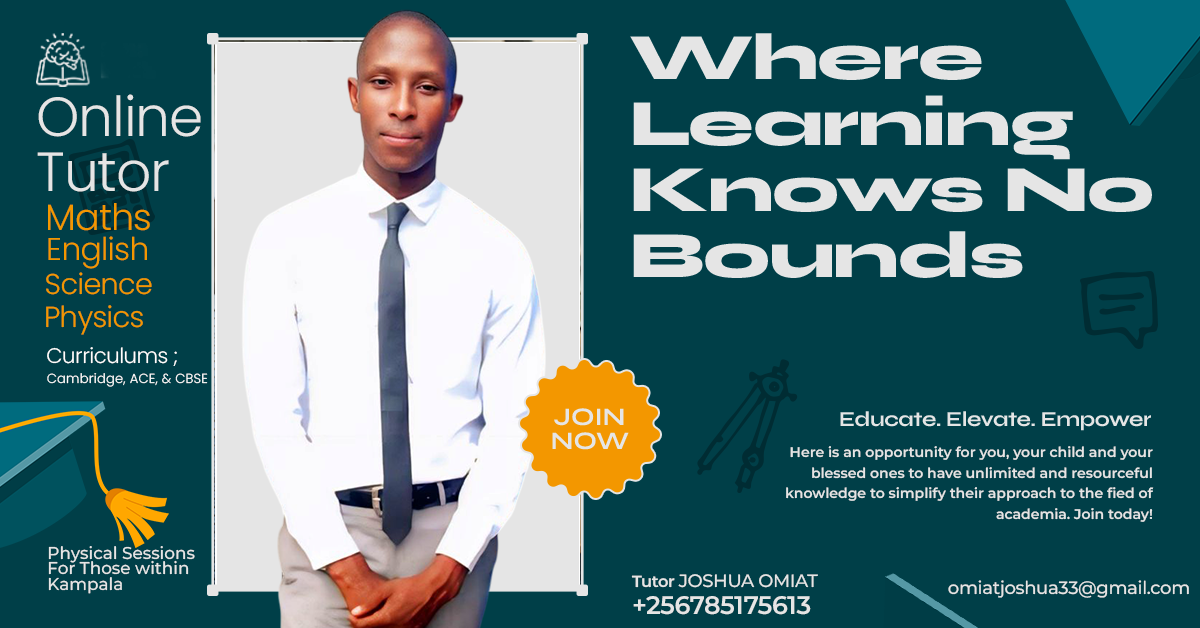 Online
Tutor
Maths
English
Science
Physics
Curriculums ;
Cambridge, ACE, & CBSE
Physical Sessions
For Those within
Kampala
JOIN
NOW
Where
Learning
Knows No
Bounds
Educate. Elevate. Empower
Here is an opportunity for you, your child and your
blessed ones to have unlimited and resourceful
knowledge to simplify their approach to the fied of
academia. Join today!
Tutor JOSHUA OMIAT
+256785175613
omiatjoshua33@gmail.com